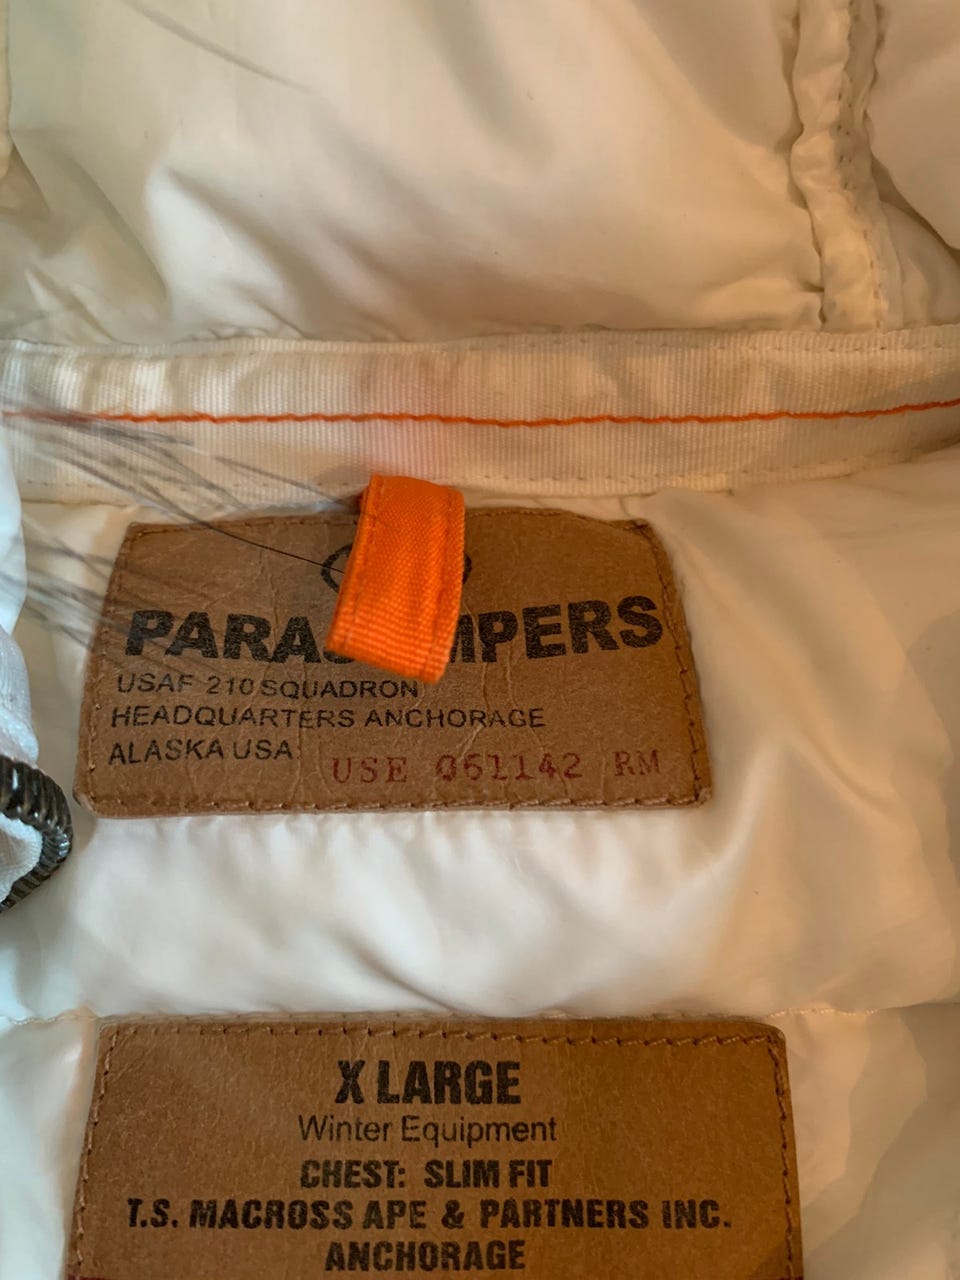 PARAJUMPERS
USAF 210 SQUADRON
HEADQUARTERS ANCHORAGE
ALASKA USA USE 061142 RM
X LARGE
Winter Equipment
CHEST: SLIM FIT
T.S. MACROSS APE & PARTNERS INC.
ANCHORAGE